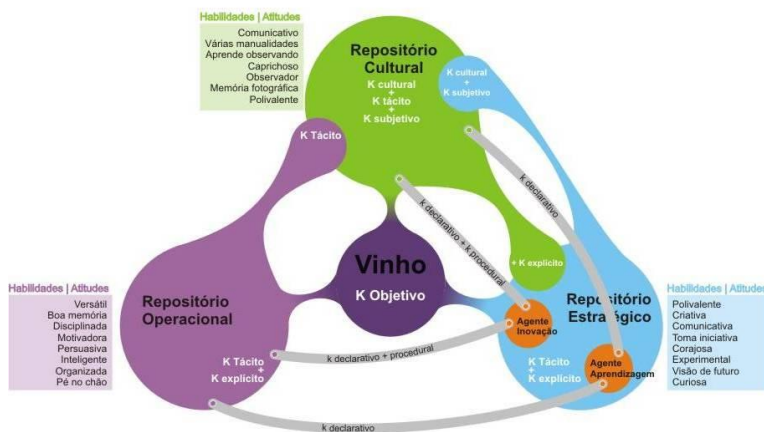 Habilidades | Atitudes
Comunicativo
Várias manualidades
Aprende observando
Caprichoso
Observador
Memória fotográfica
Polivalente
Repositório
Cultural
K cultural
+
K tácito
+
K subjetivo
K cultural
+
K subjetivo
K Tácito
k declarativo
k declarativo + k procedural
Vinho
K Objetivo
+ K explícito
Habilidades | Atitudes
Versátil
Boa memória
Disciplinada
Motivadora
Persuasiva
Inteligente
Organizada
Pé no chão
Repositório
Operacional
K Tácito
+
K explícito
k declarativo + procedural
k declarativo
Repositório
Estratégico
Agente
Inovação
K Tácito
+
K explícito
Agente
Aprendizagem
Habilidades | Atitudes
Polivalente
Criativa
Comunicativa
Toma iniciativa
Corajosa
Experimental
Visão de futuro
Curiosa